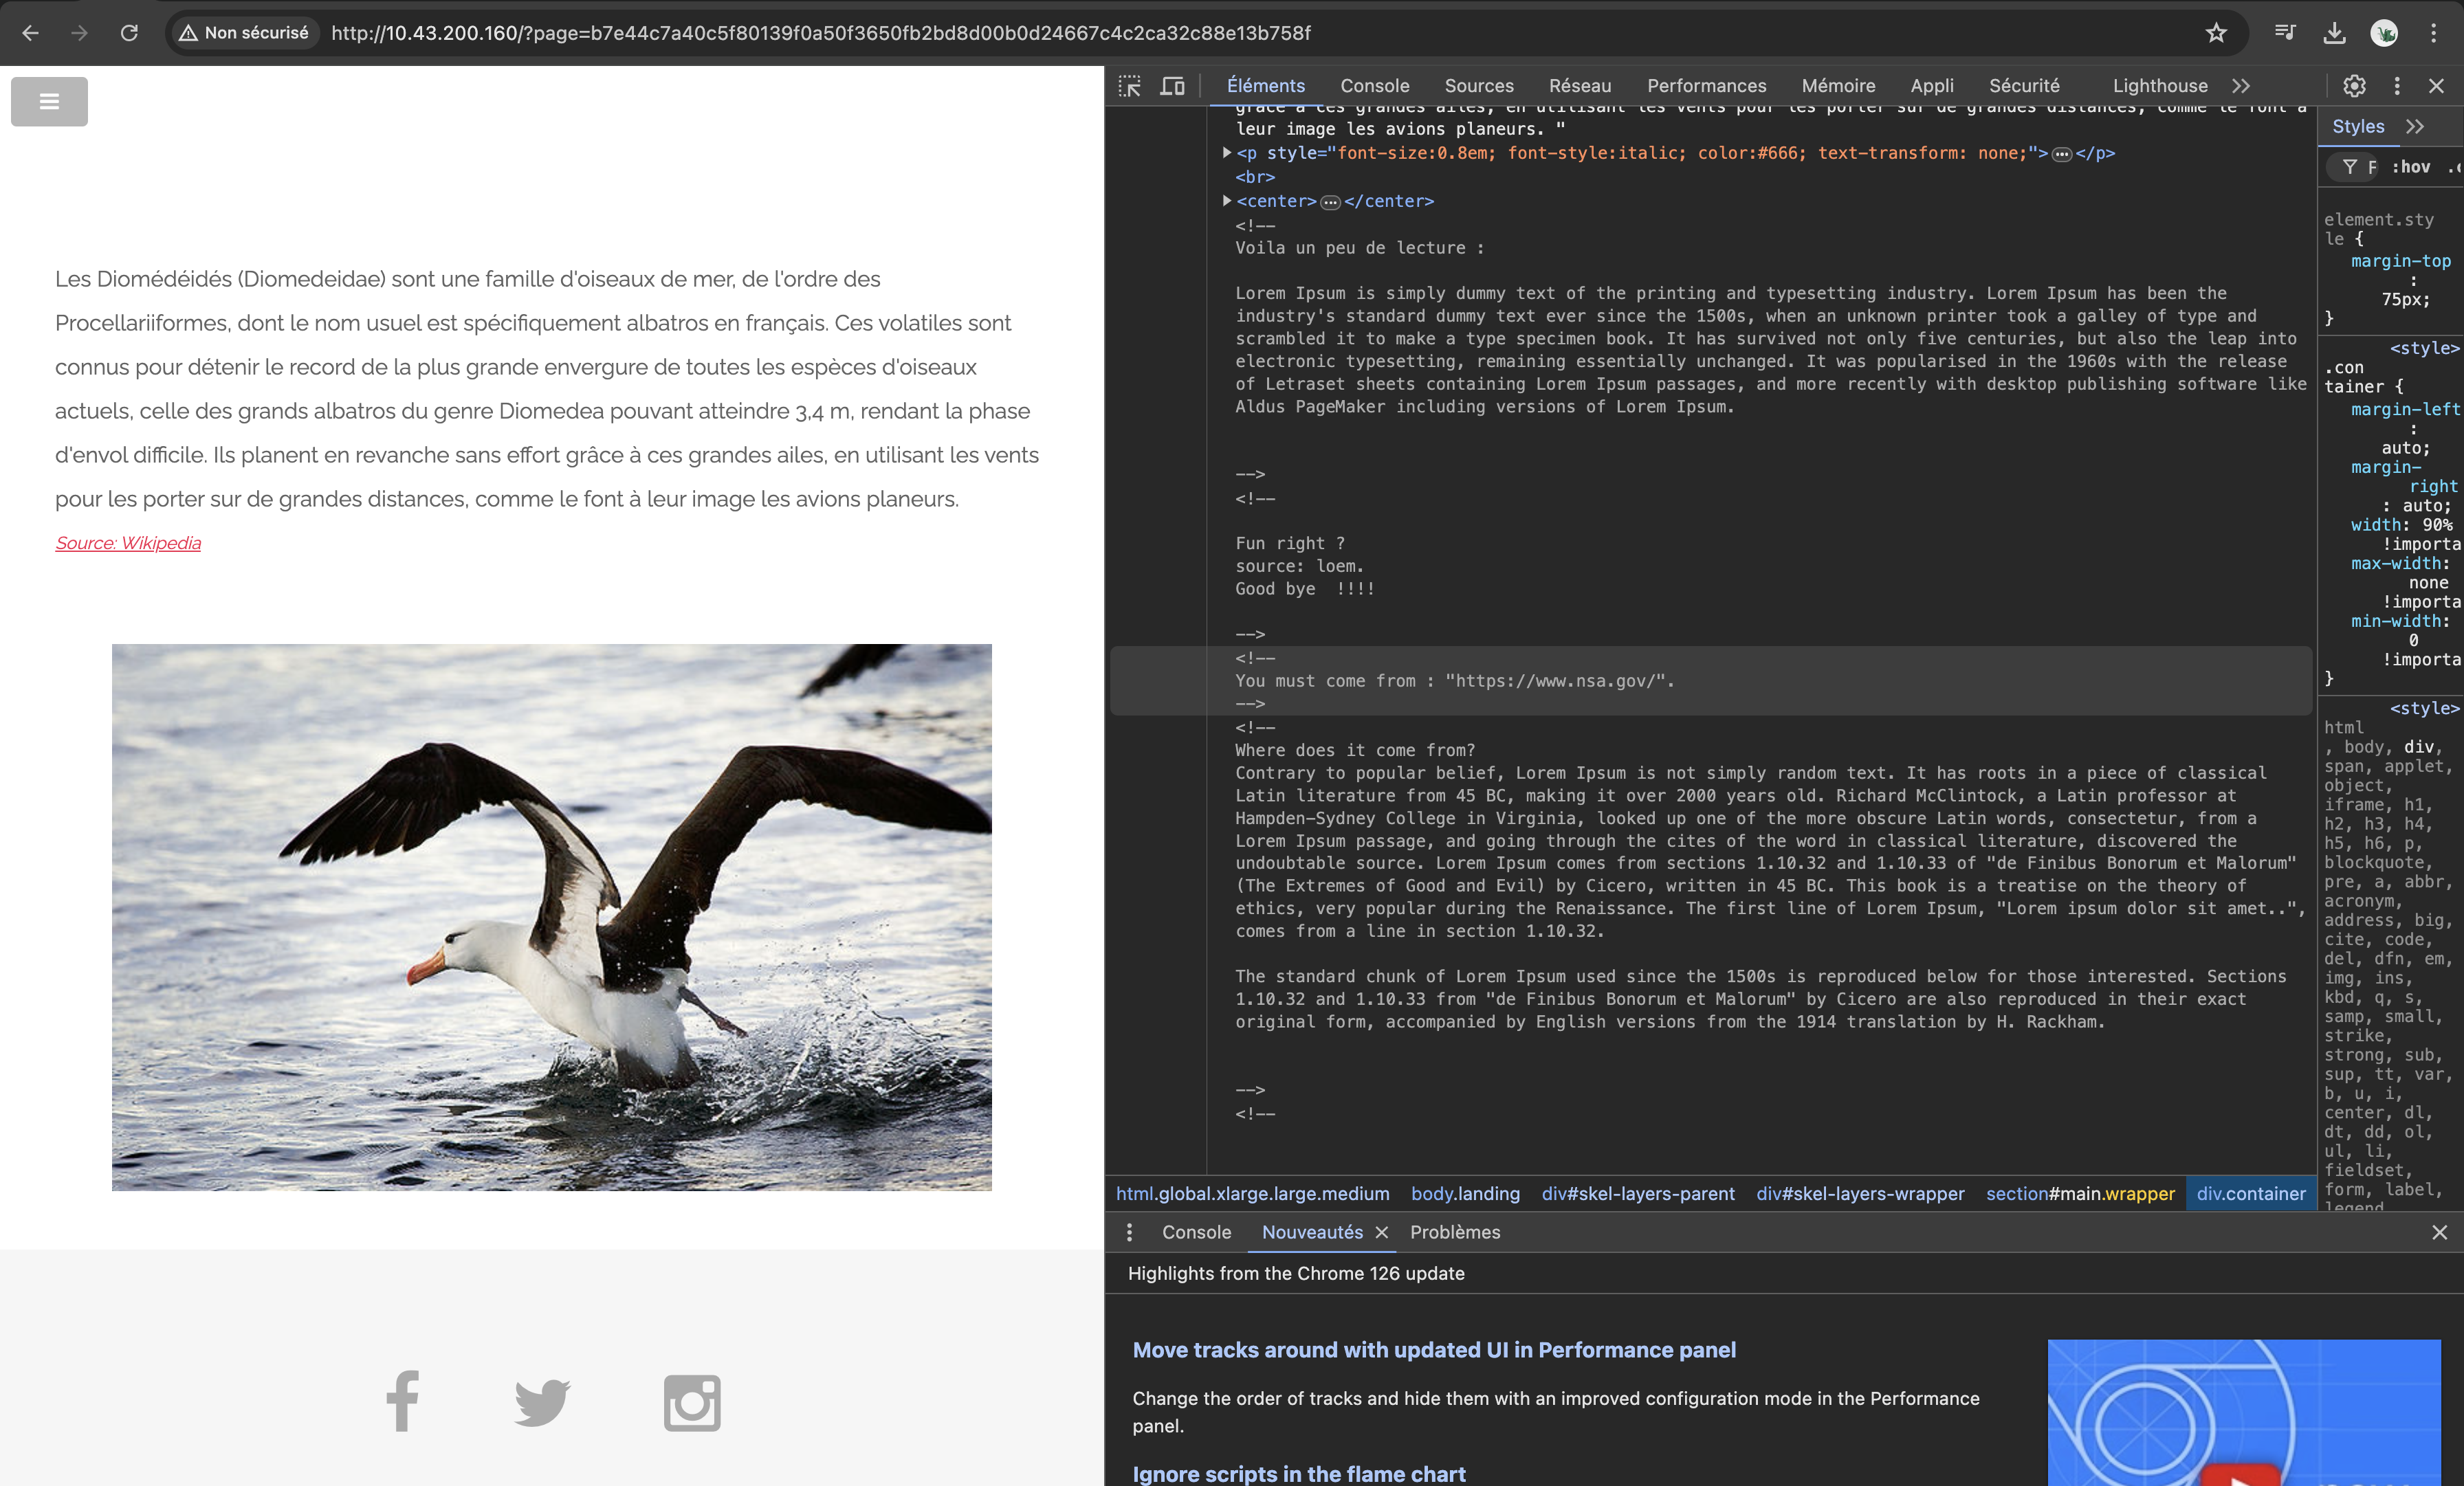 Non sécurisé
http://10.43.200.160/?page=b7e44c7a40c5f80139f0a50f3650fb2bd8d00b0d24667c4c2ca32c88e13b758f
Les Diomédéidés (Diomedeidae) sont une famille d'oiseaux de mer, de l'ordre des
Procellariiformes, dont le nom usuel est spécifiquement albatros en français. Ces volatiles sont
connus pour détenir le record de la plus grande envergure de toutes les espèces d'oiseaux
actuels, celle des grands albatros du genre Diomedea pouvant atteindre 3,4 m, rendant la phase
d'envol difficile. Ils planent en revanche sans effort grâce à ces grandes ailes, en utilisant les vents
pour les porter sur de grandes distances, comme le font à leur image les avions planeurs.
Source: Wikipedia
Éléments Console Sources Réseau Performances Mémoire Appli Sécurité Lighthouse
grâce à ces grandes ailes, en utilisant les vents pour les porter sur de grandes distances, comme le font à
leur image les avions planeurs. "
<p style="font-size:0.8em; font-style:italic; color:#666; text-transform: none;">…</p>
<br>
<center>…</center>
<!--
Voila un peu de lecture :
Lorem Ipsum is simply dummy text of the printing and typesetting industry. Lorem Ipsum has been the
industry's standard dummy text ever since the 1500s, when an unknown printer took a galley of type and
scrambled it to make a type specimen book. It has survived not only five centuries, but also the leap into
electronic typesetting, remaining essentially unchanged. It was popularised in the 1960s with the release
of Letraset sheets containing Lorem Ipsum passages, and more recently with desktop publishing software like
Aldus PageMaker including versions of Lorem Ipsum.
-->
<!--
Fun right ?
source: loem.
Good bye  !!!!
-->
<!--
You must come from : "https://www.nsa.gov/".
-->
<!--
Where does it come from?
Contrary to popular belief, Lorem Ipsum is not simply random text. It has roots in a piece of classical
Latin literature from 45 BC, making it over 2000 years old. Richard McClintock, a Latin professor at
Hampden-Sydney College in Virginia, looked up one of the more obscure Latin words, consectetur, from a
Lorem Ipsum passage, and going through the cites of the word in classical literature, discovered the
undoubtable source. Lorem Ipsum comes from sections 1.10.32 and 1.10.33 of "de Finibus Bonorum et Malorum"
(The Extremes of Good and Evil) by Cicero, written in 45 BC. This book is a treatise on the theory of
ethics, very popular during the Renaissance. The first line of Lorem Ipsum, "Lorem ipsum dolor sit amet..",
comes from a line in section 1.10.32.
The standard chunk of Lorem Ipsum used since the 1500s is reproduced below for those interested. Sections
1.10.32 and 1.10.33 from "de Finibus Bonorum et Malorum" by Cicero are also reproduced in their exact
original form, accompanied by English versions from the 1914 translation by H. Rackham.
-->
<!--
html.global.xlarge.large.medium body.landing div#skel-layers-parent div#skel-layers-wrapper section#main.wrapper div.container
Styles
F :hov
element.sty
le {
margin-top
:
75px;
}
<style>
.con
tainer {
margin-left
:
auto;
margin-
right
: auto;
width: 90%
!importa
max-width:
none
!importa
min-width:
0
!importa
}
<style>
html
, body, div,
span, applet,
object,
iframe, h1,
h2, h3, h4,
h5, h6, p,
blockquote,
pre, a, abbr,
acronym,
address, big,
cite, code,
del, dfn, em,
img, ins,
kbd, q, s,
samp, small,
strike,
strong, sub,
sup, tt, var,
b, u, i,
center, dl,
dt, dd, ol,
ul, li,
fieldset,
form, label,
legend
Console Nouveautés Problèmes
Highlights from the Chrome 126 update
Move tracks around with updated UI in Performance panel
Change the order of tracks and hide them with an improved configuration mode in the Performance
panel.
Ignore scripts in the flame chart